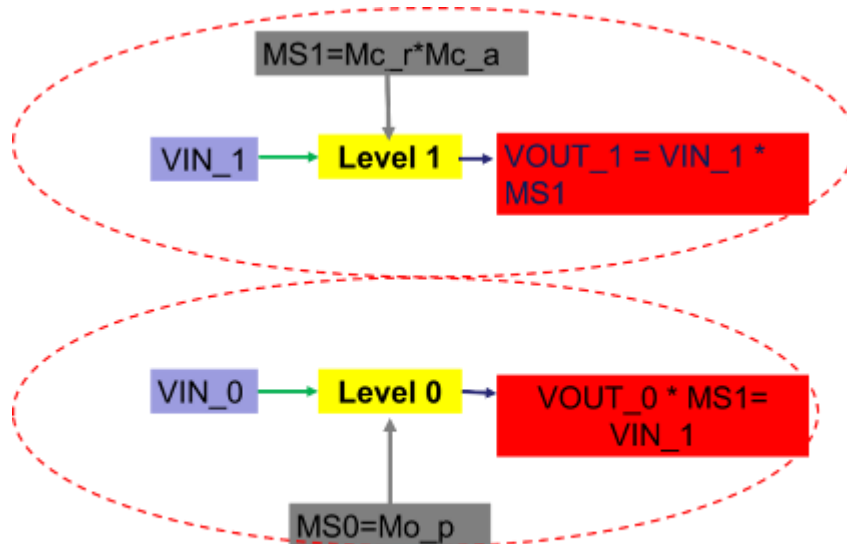 MS1=Mc_r*Mc_a
VIN_1
Level 1
VOUT_1 = VIN_1 *
MS1
VIN_0
Level 0
VOUT_0 * MS1=
VIN_1
MS0=Mo_p